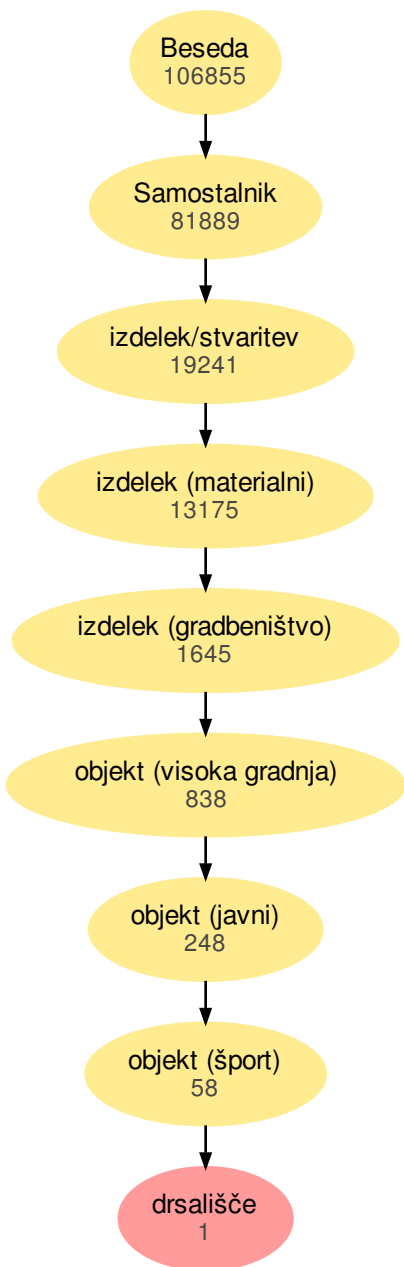 Beseda
106855
Samostalnik
81889
izdelek/stvaritev
19241
izdelek (materialni)
13175
izdelek (gradbeništvo)
1645
objekt (visoka gradnja)
838
objekt (javni)
248
objekt (šport)
58
drsališče
1